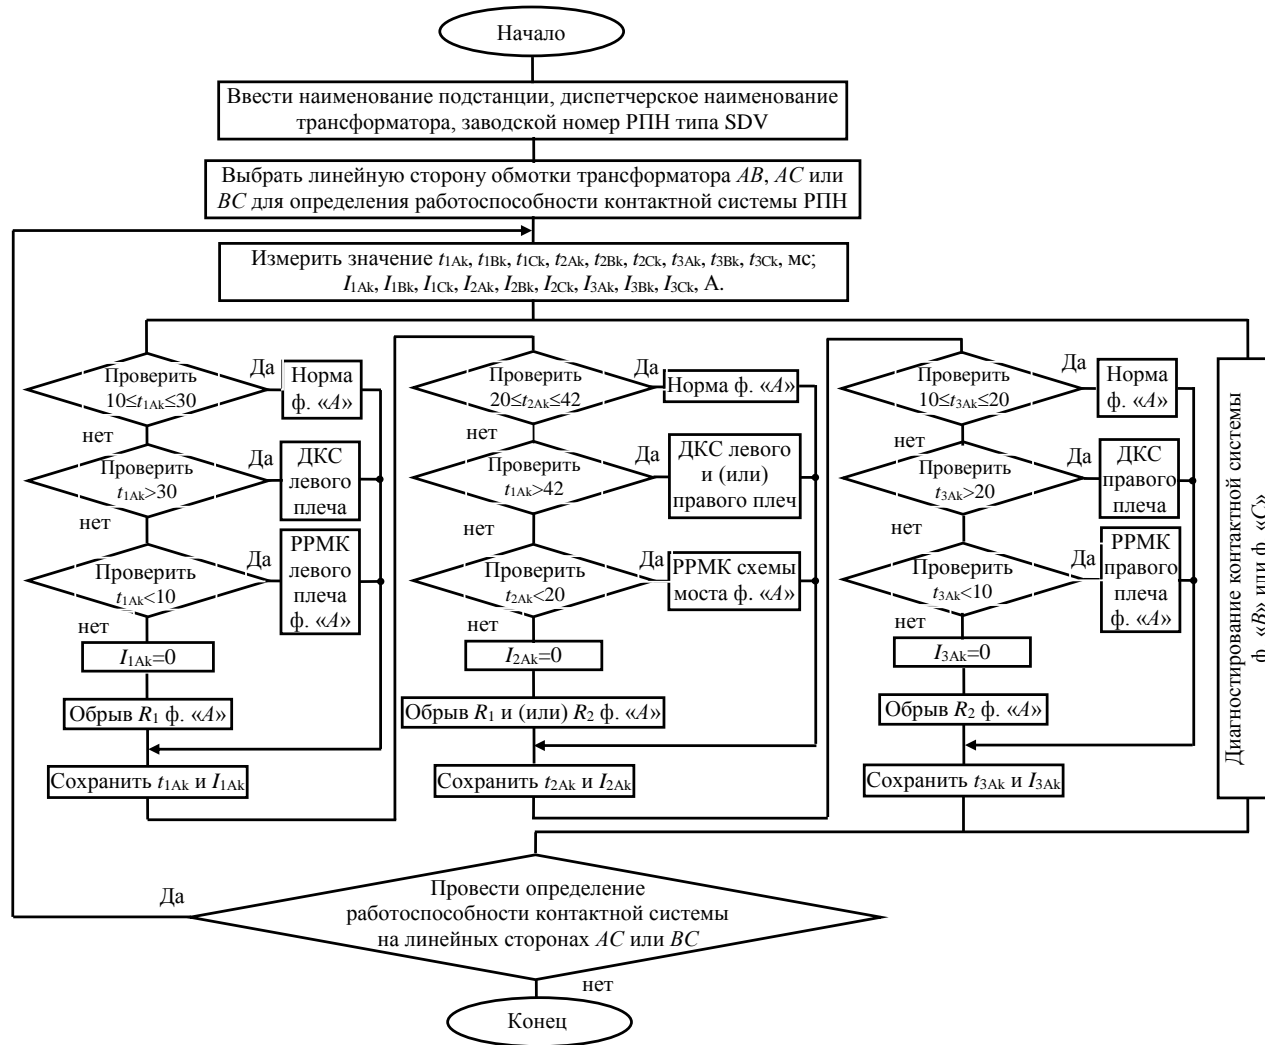 Начало
Ввести наименование подстанции, диспетчерское наименование
трансформатора, заводской номер РПН типа SDV
Выбрать линейную сторону обмотки трансформатора AB, AC или
BC для определения работоспособности контактной системы РПН
Измерить значение t1Ak, t1Bk, t1Ck, t2Ak, t2Bk, t2Ck, t3Ak, t3Bk, t3Ck, мс;
I1Ak, I1Bk, I1Ck, I2Ak, I2Bk, I2Ck, I3Ak, I3Bk, I3Ck, А.
Проверить
10≤t1Ak≤30
Да
Норма
ф. «А»
нет
Проверить
t1Ak>30
Да
ДКС
левого
плеча
нет
Проверить
t1Ak<10
Да
РРМК
левого
плеча
ф. «А»
нет
I1Ak=0
Обрыв R1 ф. «А»
Сохранить t1Ak и I1Ak
Проверить
20≤t2Ak≤42
Да
Норма ф. «А»
нет
Проверить
t1Ak>42
Да
ДКС левого
и (или)
правого плеч
нет
Проверить
t2Ak<20
Да
РРМК схемы
моста ф. «А»
нет
I2Ak=0
Обрыв R1 и (или) R2 ф. «А»
Сохранить t2Ak и I2Ak
Проверить
10≤t3Ak≤20
Да
Норма
ф. «А»
нет
Проверить
t3Ak>20
Да
ДКС
правого
плеча
нет
Проверить
t3Ak<10
Да
РРМК
правого
плеча
ф. «А»
нет
I3Ak=0
Обрыв R2 ф. «А»
Сохранить t3Ak и I3Ak
Диагностирование контактной системы
ф. «В» или ф. «С»
Провести определение
работоспособности контактной системы
на линейных сторонах AC или BC
Да
нет
Конец